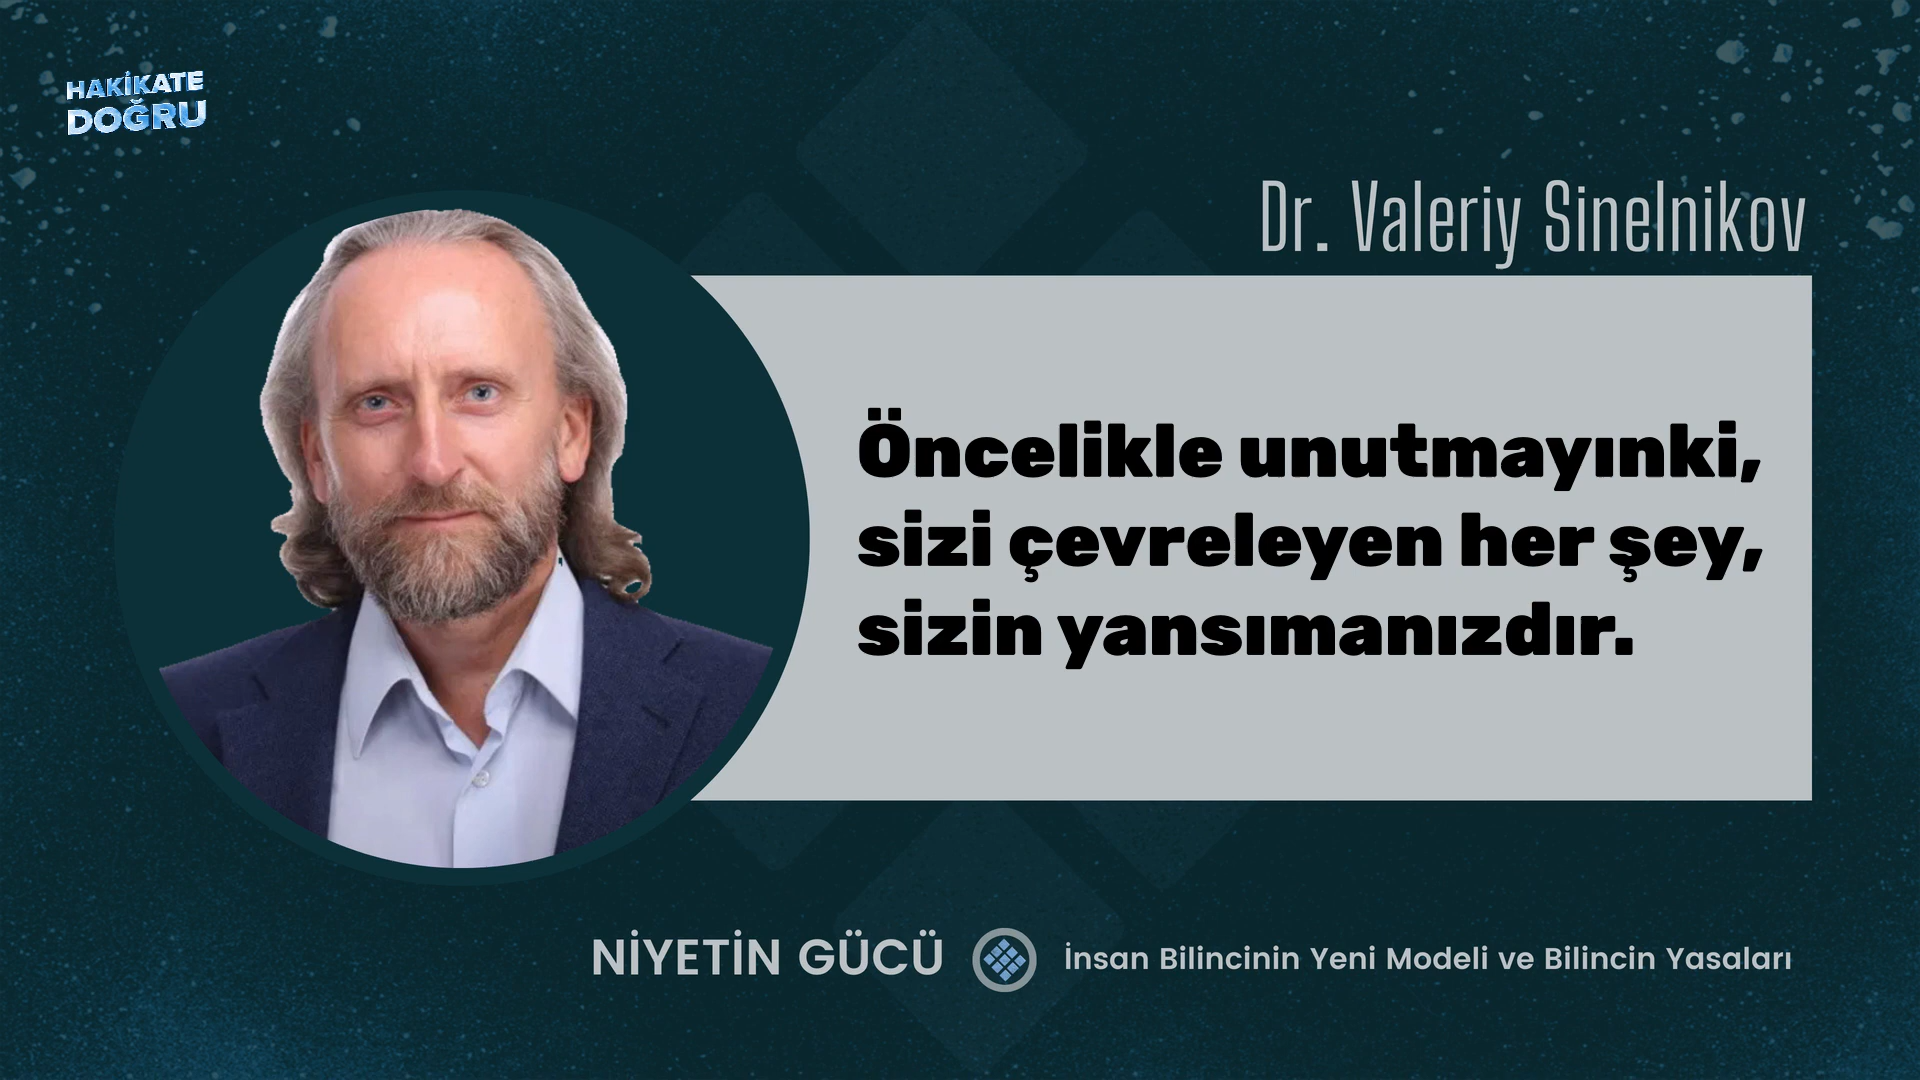 HAKİKATE
DOĞRU
Dr. Valeriy Sinelnikov
Öncelikle unutmayınki,
sizi çevreleyen her şey,
sizin yansımanızdır.
NİYETİN GÜCÜ
İnsan Bilincinin Yeni Modeli ve Bilincin Yasaları